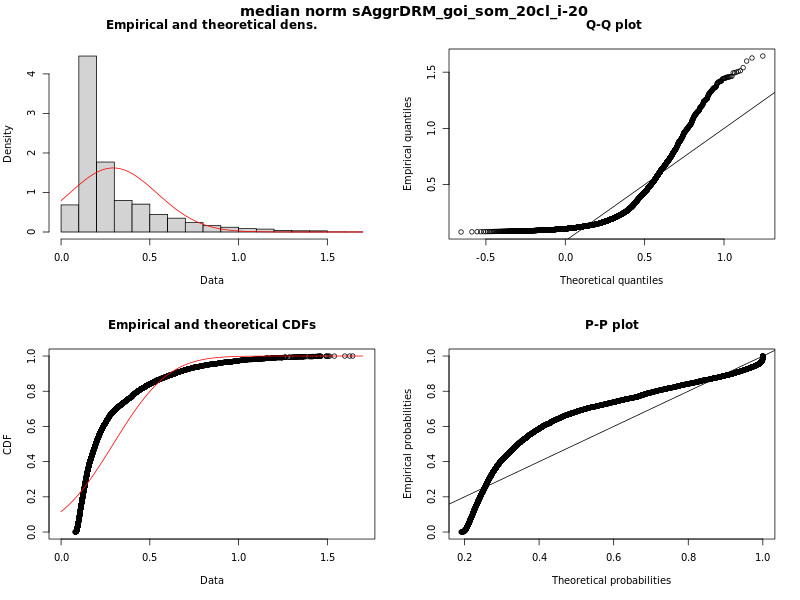 median norm sAggrDRM_goi_som_20cl_i-20
Empirical and theoretical dens.
Density
0 1 2 3 4
0.0 0.5 1.0 1.5
Data
Q-Q plot
Empirical quantiles
0.5 1.0 1.5
-0.5 0.0 0.5 1.0
Theoretical quantiles
Empirical and theoretical CDFs
CDF
0.0 0.2 0.4 0.6 0.8 1.0
0.0 0.5 1.0 1.5
Data
P-P plot
Empirical probabilities
0.0 0.2 0.4 0.6 0.8 1.0
0.2 0.4 0.6 0.8 1.0
Theoretical probabilities